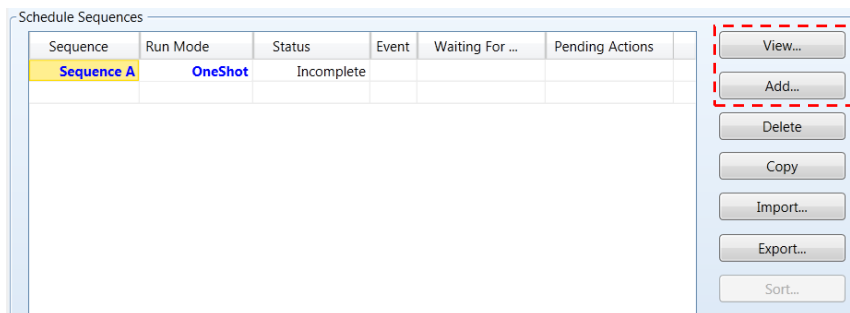 Schedule Sequences
Sequence Run Mode Status Event Waiting For ... Pending Actions
Sequence A OneShot Incomplete
View...
Add...
Delete
Copy
Import...
Export...
Sort...